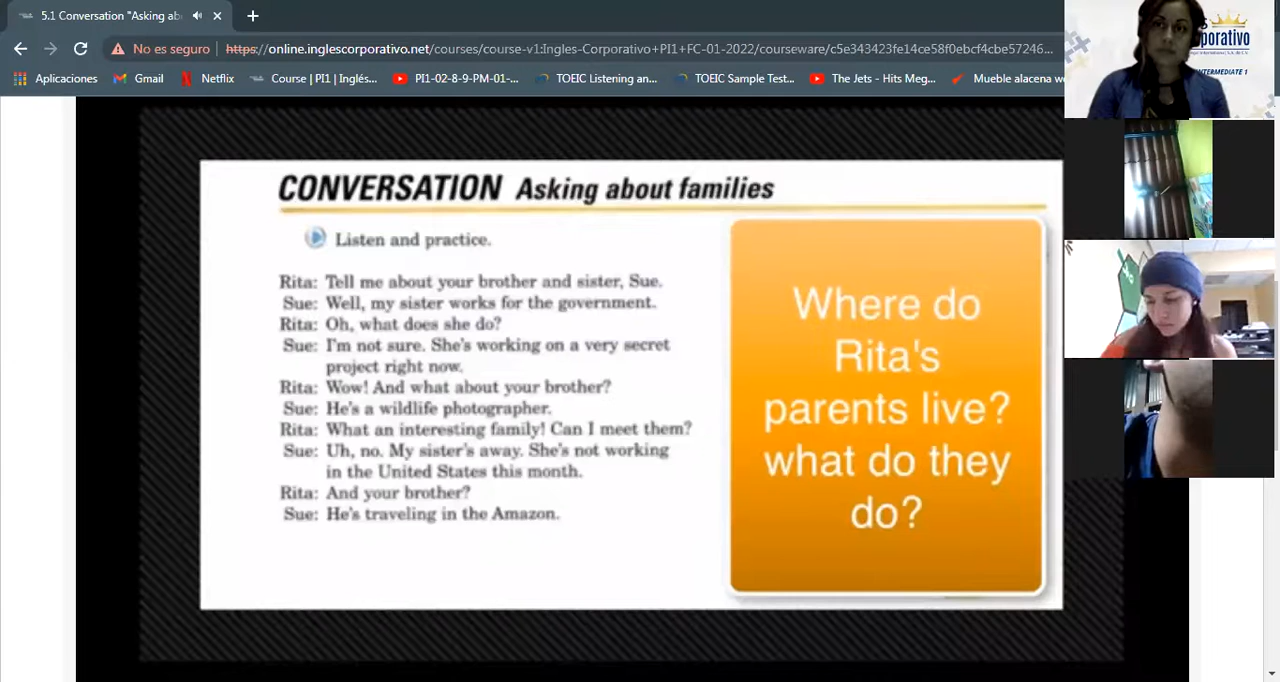 5.1 Conversation "Asking ab
No es seguro
https://online.inglescorporativo.net/courses/course-v1:Ingles-Corporativo+PI1+FC-01-2022/courseware/c5e343423fe14ce58f0ebcf4cbe57246...
Aplicaciones Gmail Netflix Course | PI1 | Inglés... PI1-02-8-9-PM-01-... TOEIC Listening an... TOEIC Sample Test... The Jets - Hits Meg... Mueble alacena
porativo
INTERMEDIATE 1
CONVERSATION Asking about families
Listen and practice.
Rita: Tell me about your brother and sister, Sue.
Sue: Well, my sister works for the government.
Rita: Oh, what does she do?
Sue: I'm not sure. She's working on a very secret
project right now.
Rita: Wow! And what about your brother?
Sue: He's a wildlife photographer.
Rita: What an interesting family! Can I meet them?
Sue: Uh, no. My sister's away. She's not working
in the United States this month.
Rita: And your brother?
Sue: He's traveling in the Amazon.
Where do
Rita's
parents live?
what do they
do?